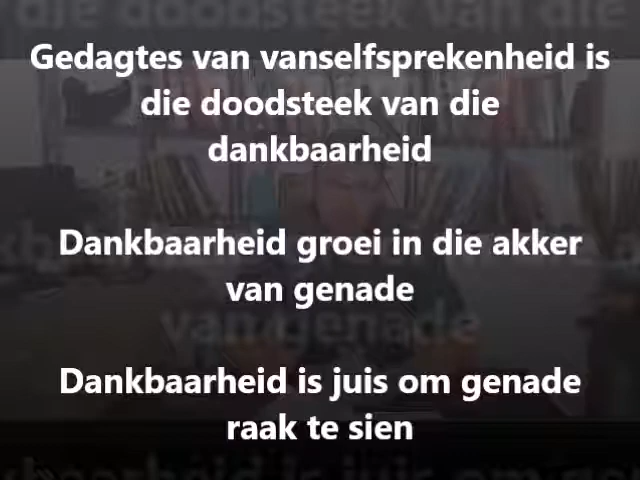 Gedagtes van vanselfsprekenheid is
die doodsteek van die
dankbaarheid
Dankbaarheid groei in die akker
van genade
Dankbaarheid is juis om genade
raak te sien